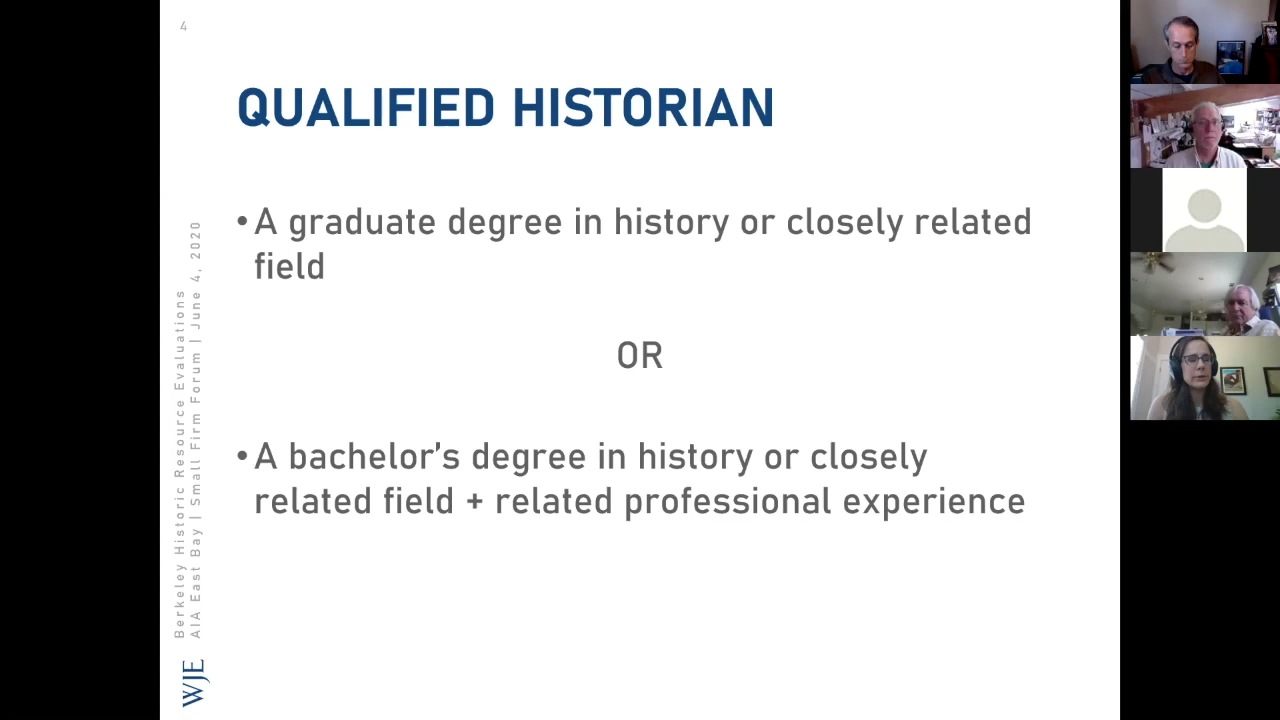 4
QUALIFIED HISTORIAN
• A graduate degree in history or closely related
field
OR
• A bachelor’s degree in history or closely
related field + related professional experience
Berkeley Historic Resource Evaluations
AIA East Bay | Small Firm Forum | June 4, 2020
WJE